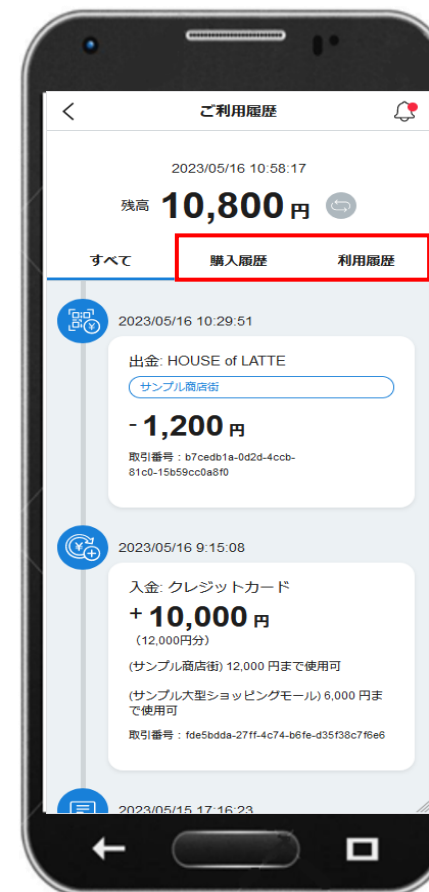 ご利用履歴
2023/05/16 10:58:17
残高 10,800 円
すべて 購入履歴 利用履歴
2023/05/16 10:29:51
出金: HOUSE of LATTE
サンプル商店街
- 1,200 円
取引番号：b7cedb1a-0d2d-4ccb-
81c0-15b59cc0a8f0
2023/05/16 9:15:08
入金: クレジットカード
+ 10,000 円
（12,000円分）
(サンプル商店街) 12,000 円まで使用可
(サンプル大型ショッピングモール) 6,000 円ま
で使用可
取引番号：fde5bdda-27ff-4c74-b6fe-d35f38c7f6e6
2023/05/15 17:16:23